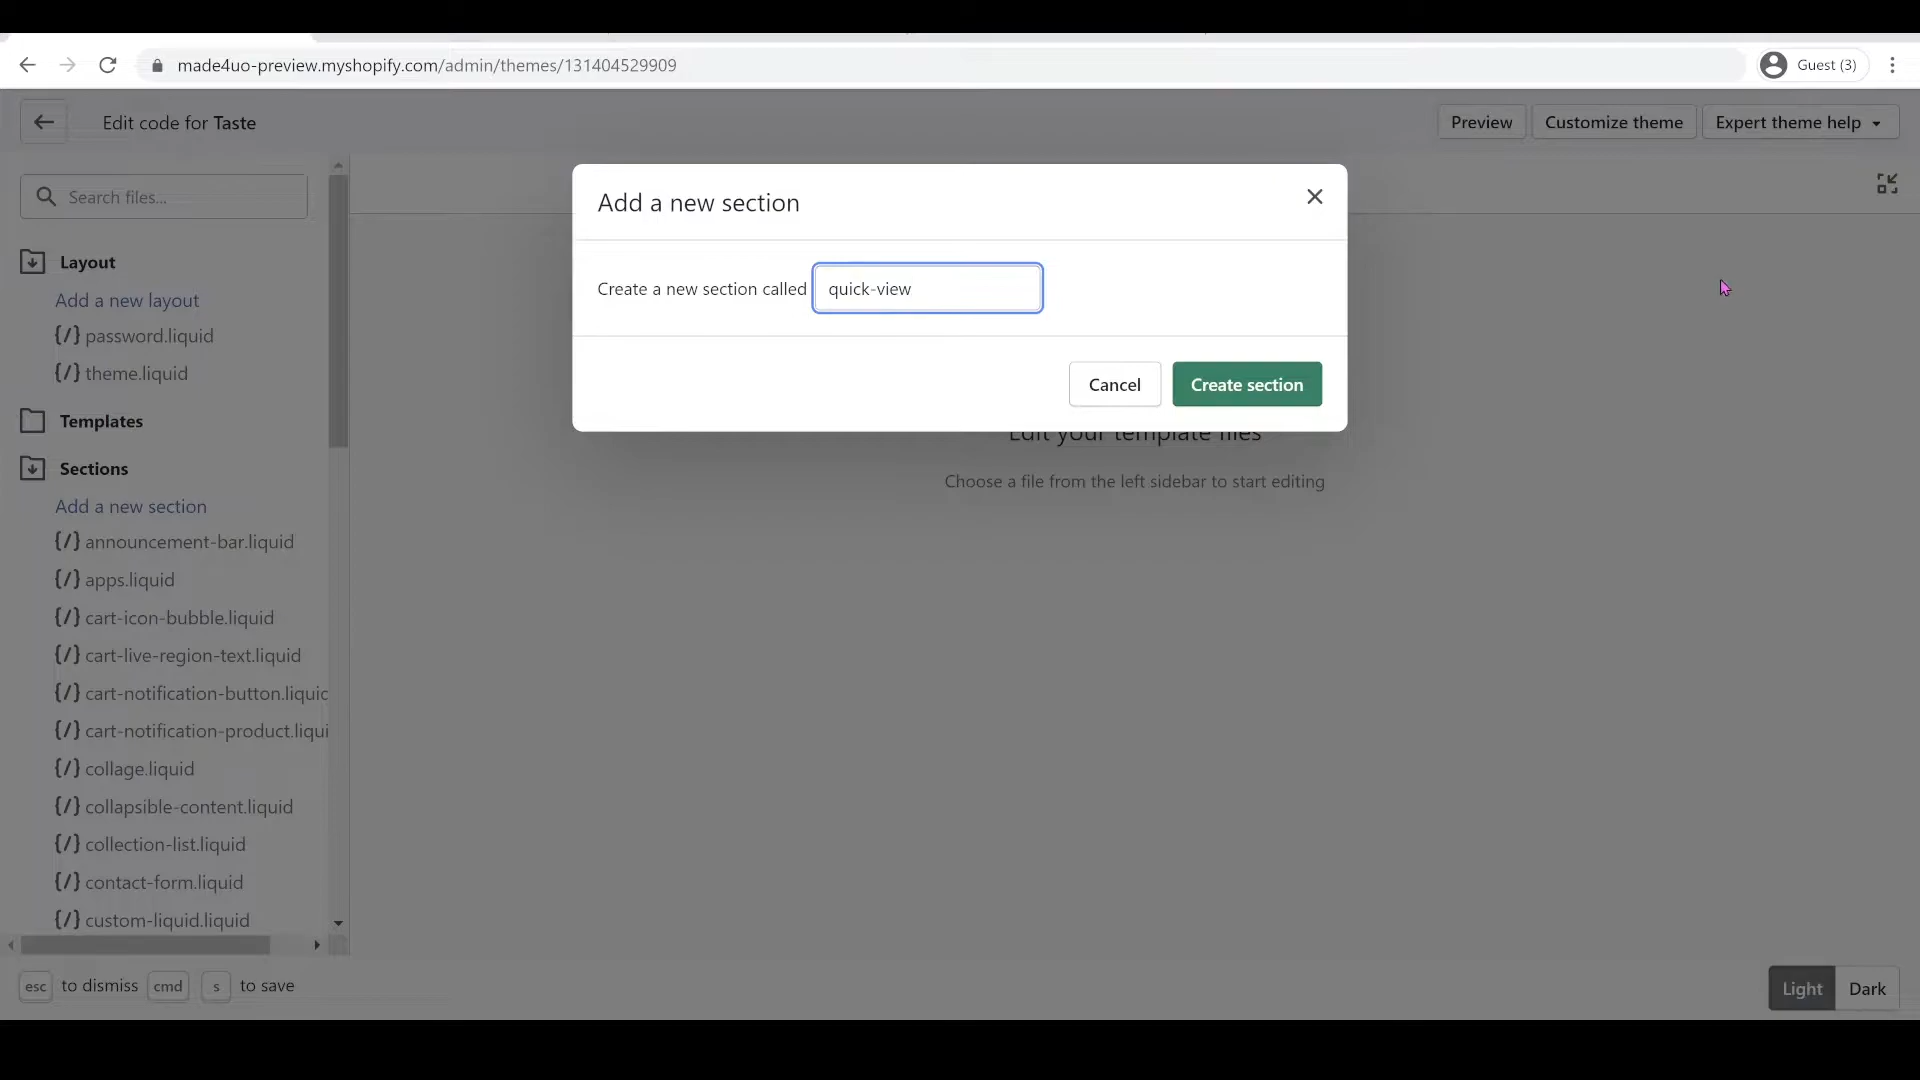 made4uo-preview.myshopify.com/admin/themes/131404529909
Guest (3)
Edit code for Taste
Preview
Customize theme
Expert theme help
Search files...
Add a new section
Create a new section called
quick-view
Cancel
Create section
Edit your template files
Choose a file from the left sidebar to start editing
Layout
Add a new layout
{/} password.liquid
{/} theme.liquid
Templates
Sections
Add a new section
{/} announcement-bar.liquid
{/} apps.liquid
{/} cart-icon-bubble.liquid
{/} cart-live-region-text.liquid
{/} cart-notification-button.liquid
{/} cart-notification-product.liqui
{/} collage.liquid
{/} collapsible-content.liquid
{/} collection-list.liquid
{/} contact-form.liquid
{/} custom-liquid.liquid
esc to dismiss cmd s to save
Light
Dark